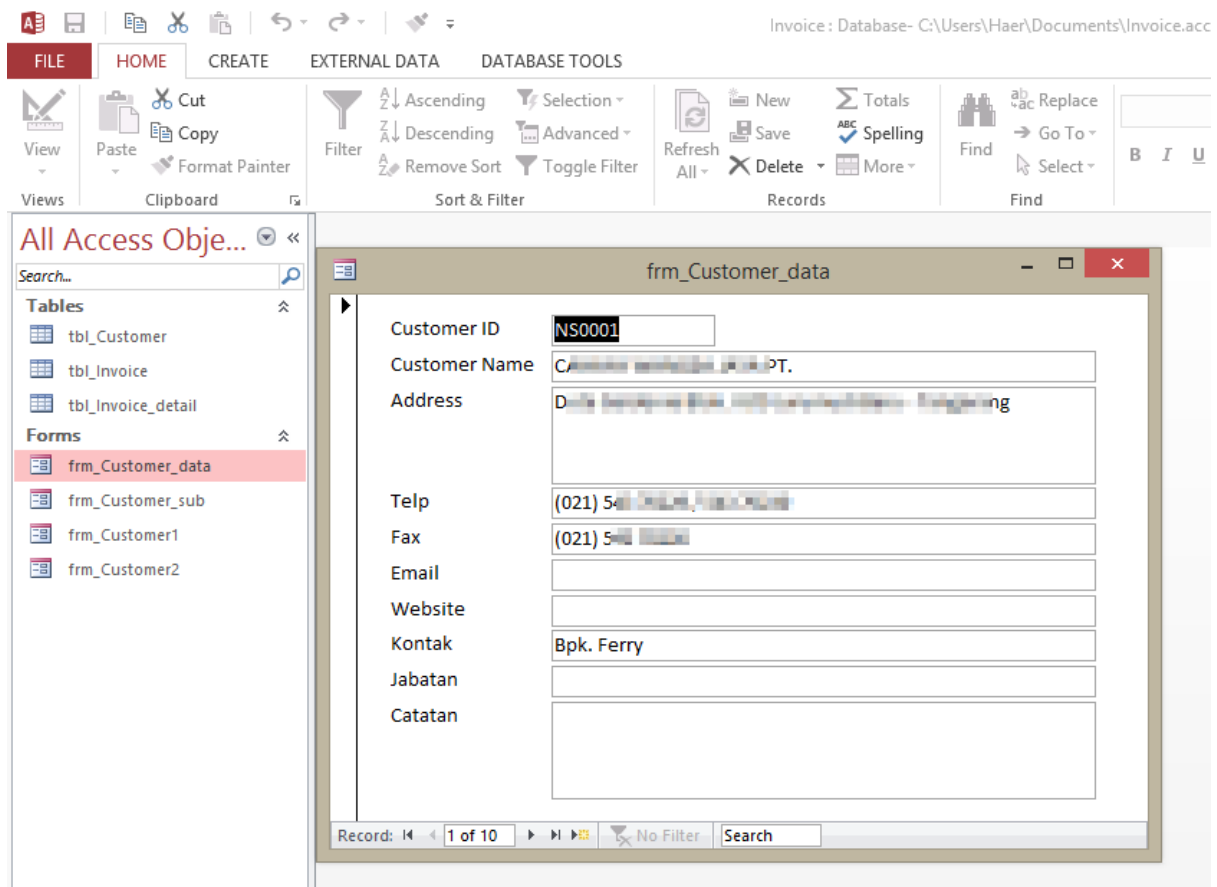 Invoice : Database- C:\Users\Haer\Documents\Invoice.acc
FILE HOME CREATE EXTERNAL DATA DATABASE TOOLS
View
Views
Paste
Cut
Copy
Format Painter
Clipboard
Filter
Ascending
Descending
Remove Sort
Selection
Advanced
Toggle Filter
Sort & Filter
Refresh
All
New
Save
Delete
Totals
Spelling
More
Records
Find
Replace
Go To
Select
Find
B I U
All Access Obje...
Search...
Tables
tbl_Customer
tbl_Invoice
tbl_Invoice_detail
Forms
frm_Customer_data
frm_Customer_sub
frm_Customer1
frm_Customer2
frm_Customer_data
Customer ID NS0001
Customer Name PT.
Address
Telp (021)
Fax (021)
Email
Website
Kontak Bpk. Ferry
Jabatan
Catatan
Record: 1 of 10 No Filter Search